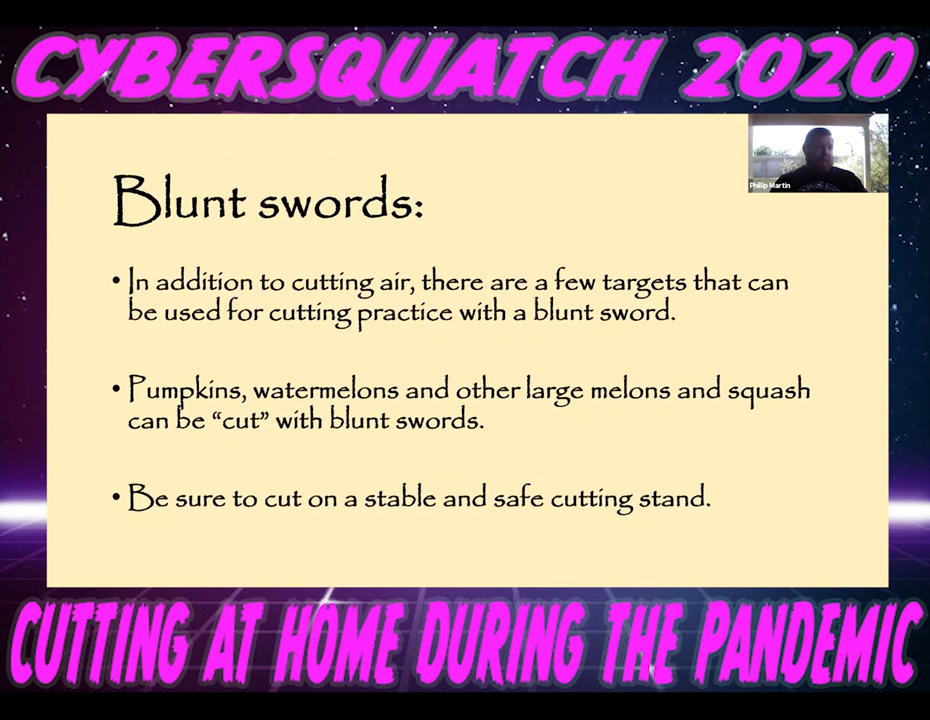 CYBERSQUATCH 2020
Philip Martin
Blunt swords:
• In addition to cutting air, there are a few targets that can
be used for cutting practice with a blunt sword.
• Pumpkins, watermelons and other large melons and squash
can be “cut” with blunt swords.
• Be sure to cut on a stable and safe cutting stand.
CUTTING AT HOME DURING THE PANDEMIC